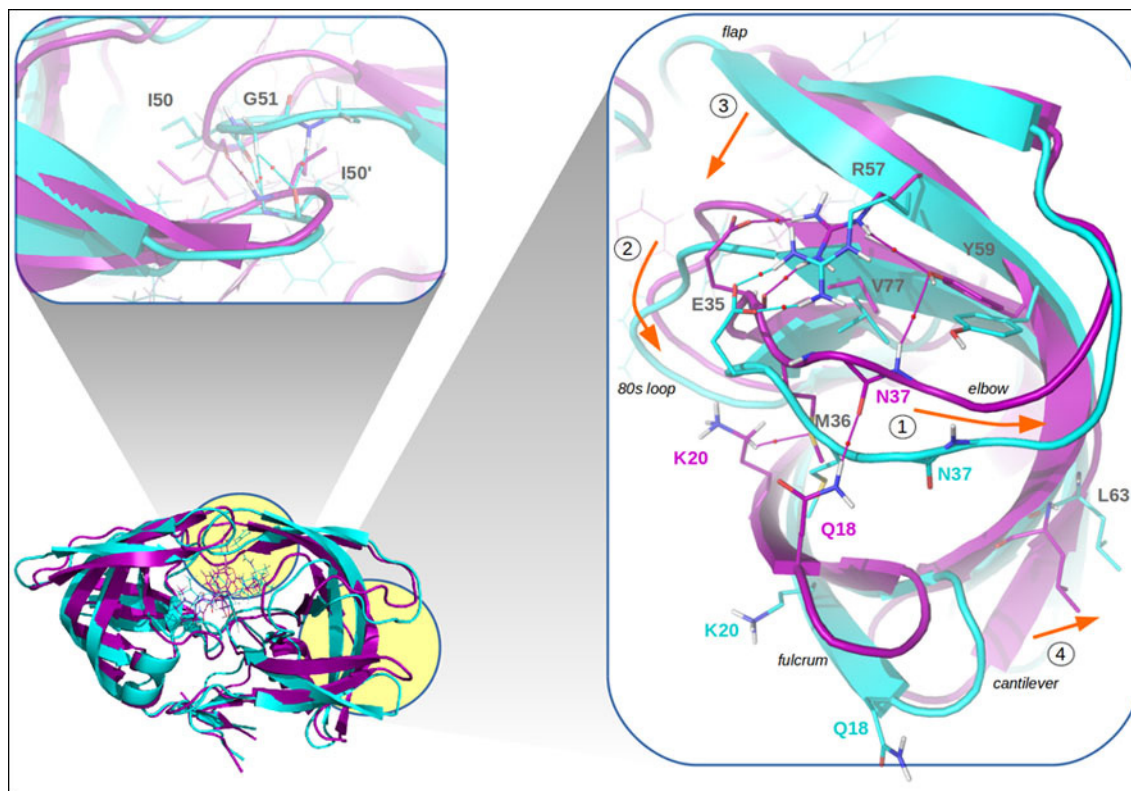 I50
G51
I50'
flap
3
R57
2
Y59
V77
E35
80s loop
N37
elbow
1
M36
K20
N37
L63
Q18
K20
fulcrum
4
cantilever
Q18